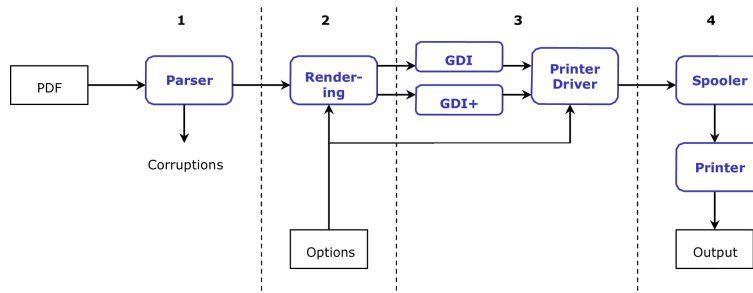 1
2
3
4
PDF
Parser
Render-
ing
GDI
GDI+
Printer
Driver
Spooler
Corruptions
Printer
Options
Output